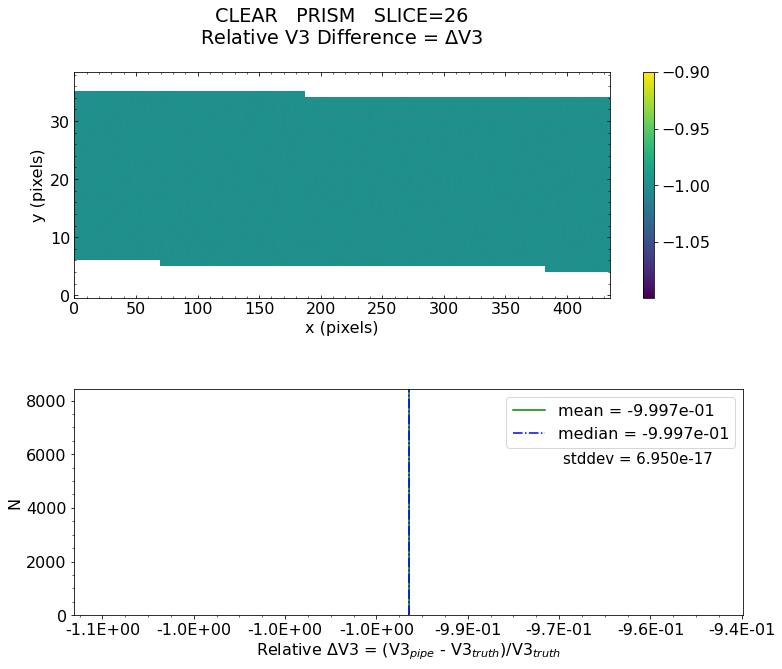 CLEAR PRISM SLICE=26
Relative V3 Difference = ΔV3
30
20
10
0
y (pixels)
0 50 100 150 200 250 300 350 400
x (pixels)
−0.90
−0.95
−1.00
−1.05
8000
6000
4000
2000
0
N
mean = -9.997e-01
median = -9.997e-01
stddev = 6.950e-17
-1.1E+00 -1.0E+00 -1.0E+00 -1.0E+00 -9.9E-01 -9.7E-01 -9.6E-01 -9.4E-01
Relative ΔV3 = (V3pipe - V3truth)/V3truth